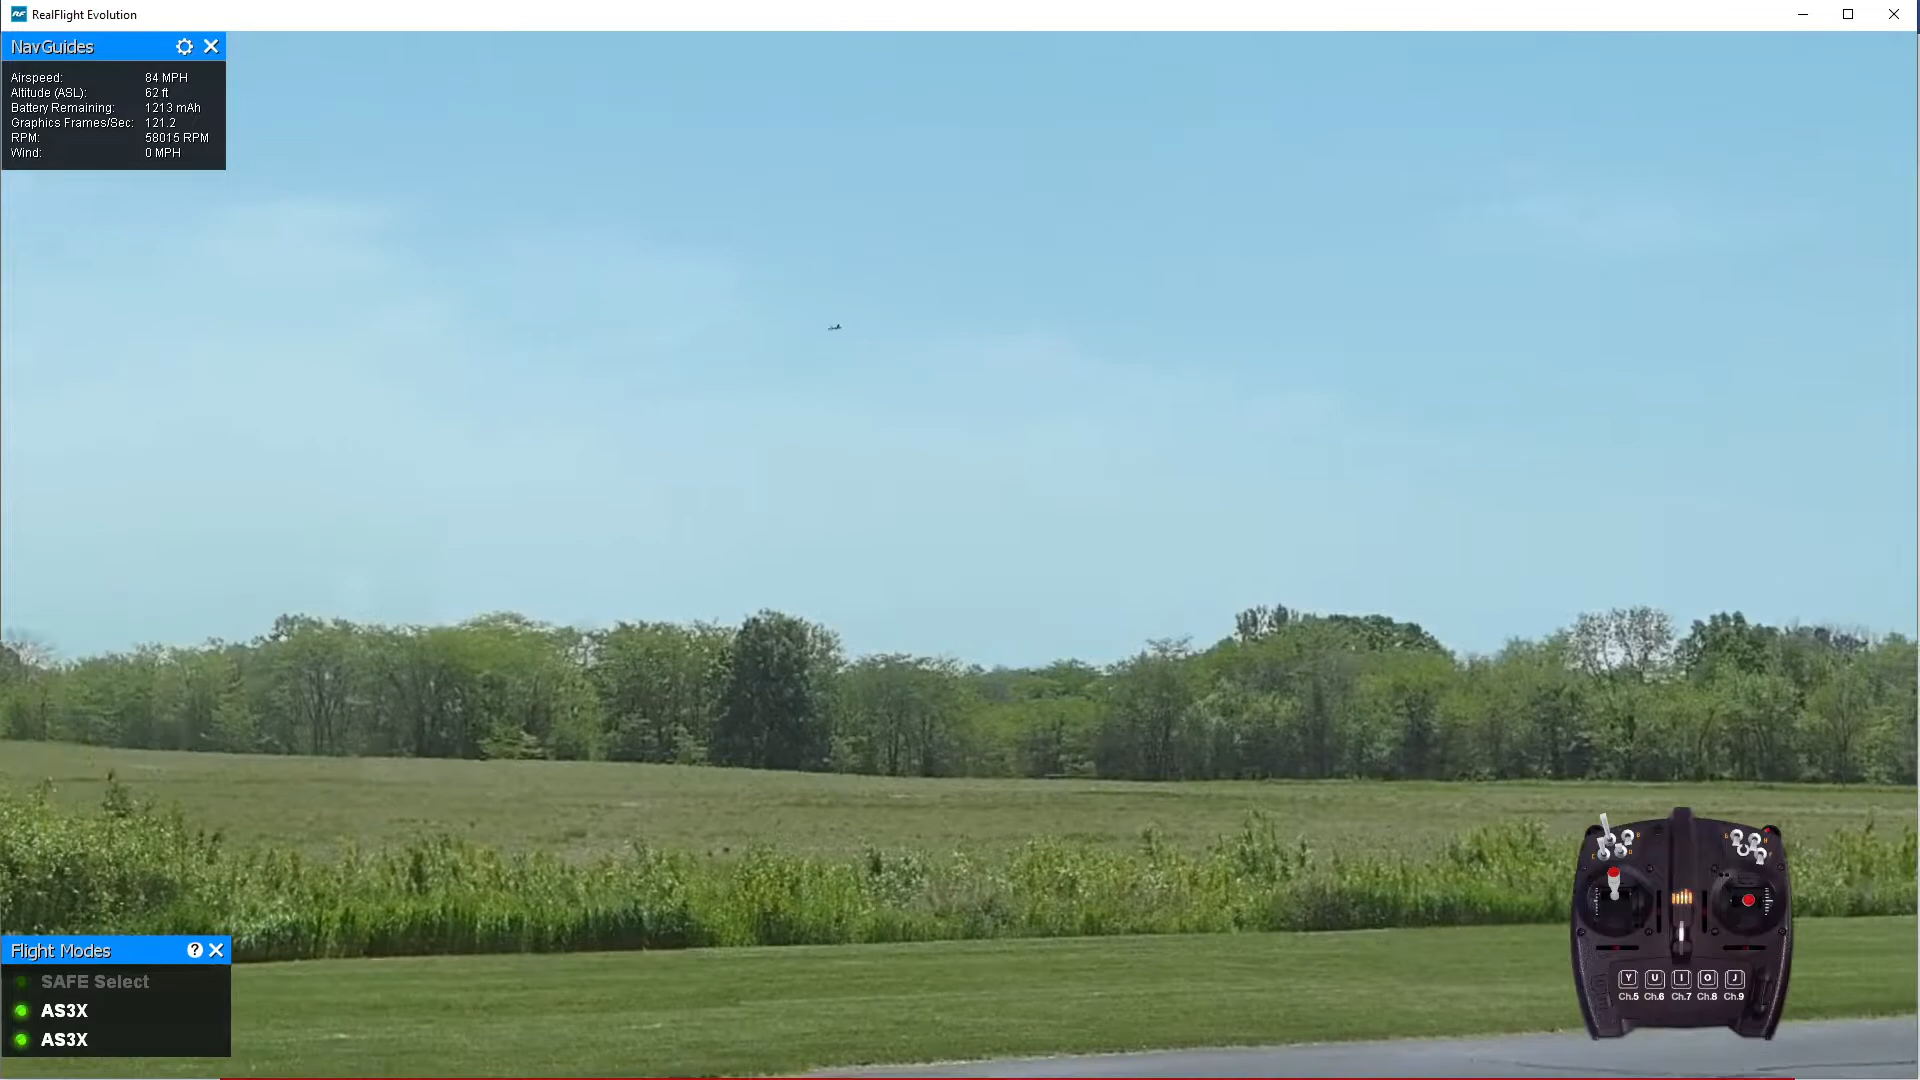 RF RealFlight Evolution
NavGuides
Airspeed: 84 MPH
Altitude (ASL): 62 ft
Battery Remaining: 1213 mAh
Graphics Frames/Sec: 121.2
RPM: 58015 RPM
Wind: 0 MPH
Flight Modes ?
SAFE Select
AS3X
AS3X
Y U I O J
Ch.5 Ch.6 Ch.7 Ch.8 Ch.9